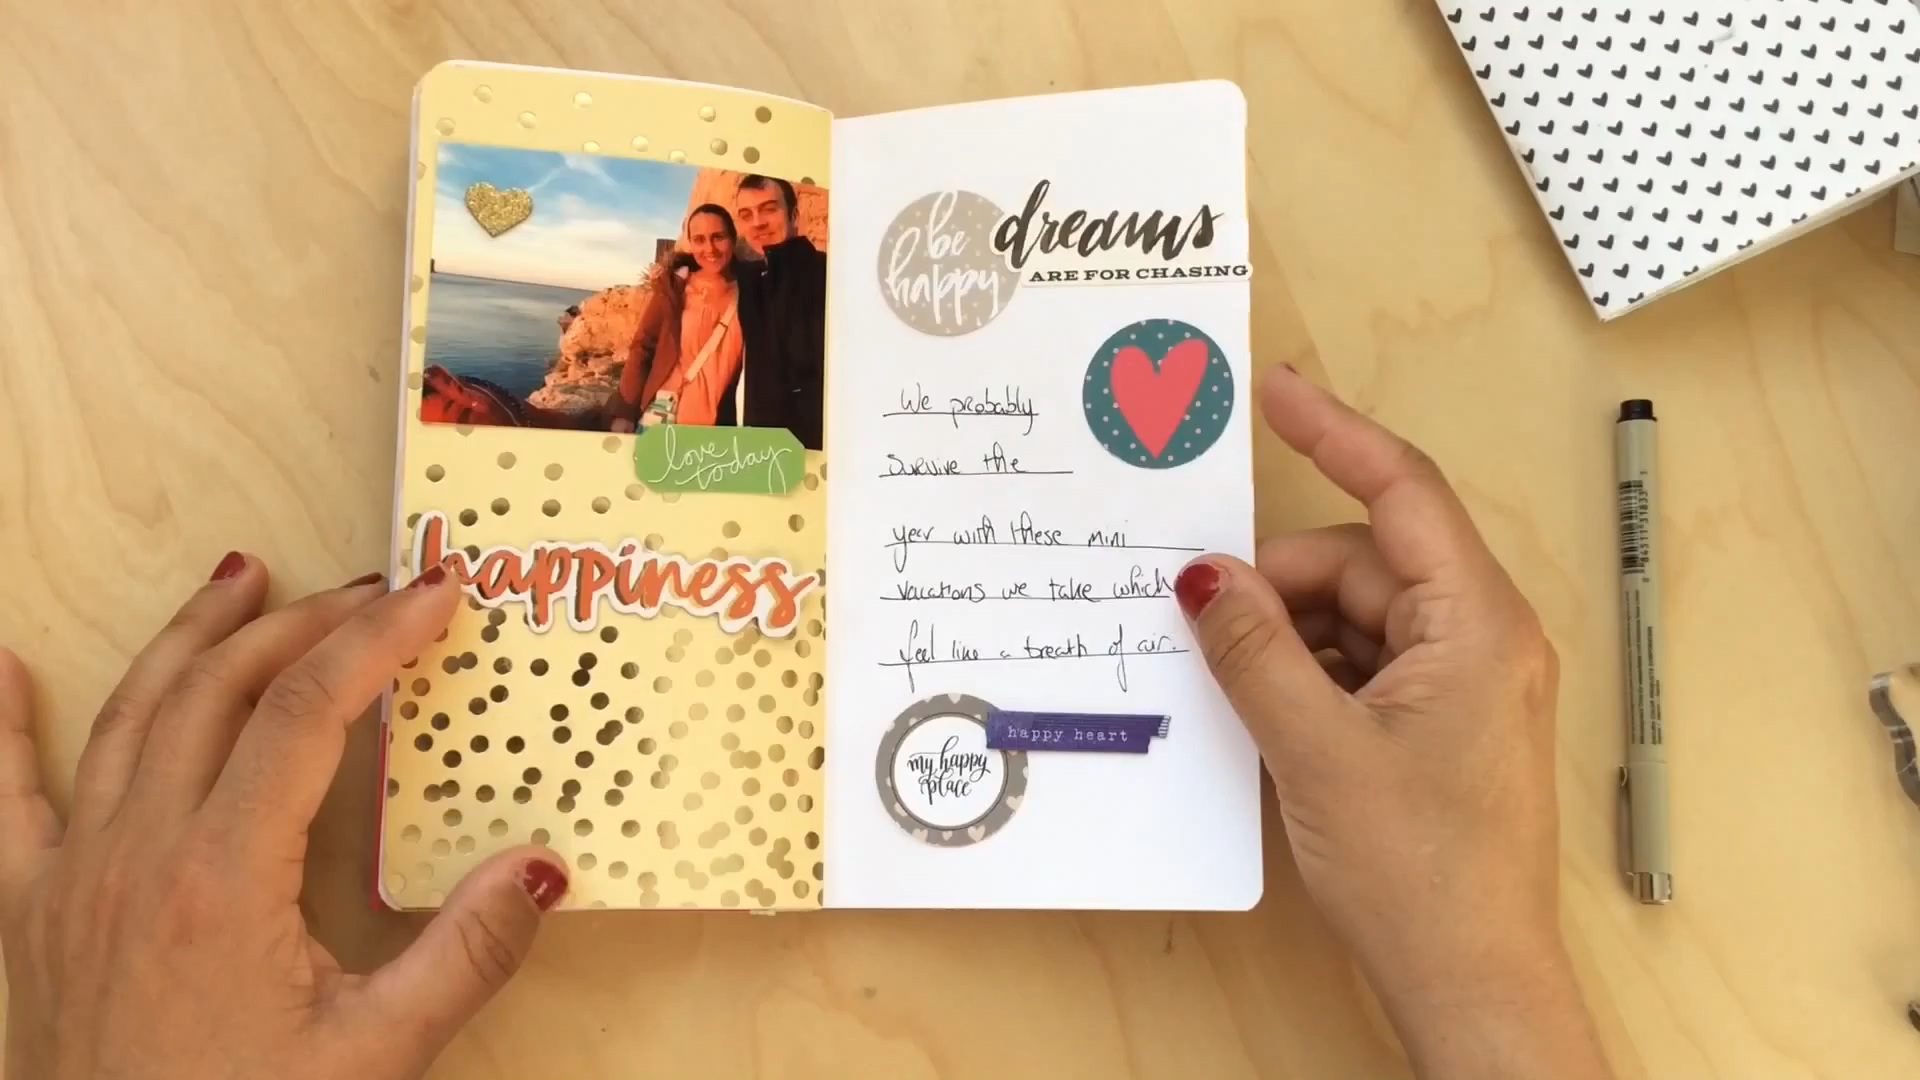 love
today
happiness
be
happy
dreams
ARE FOR CHASING
We probably
Survive the
year with these mini
vacations we take which
feel like a breath of air.
happy heart
my happy
place